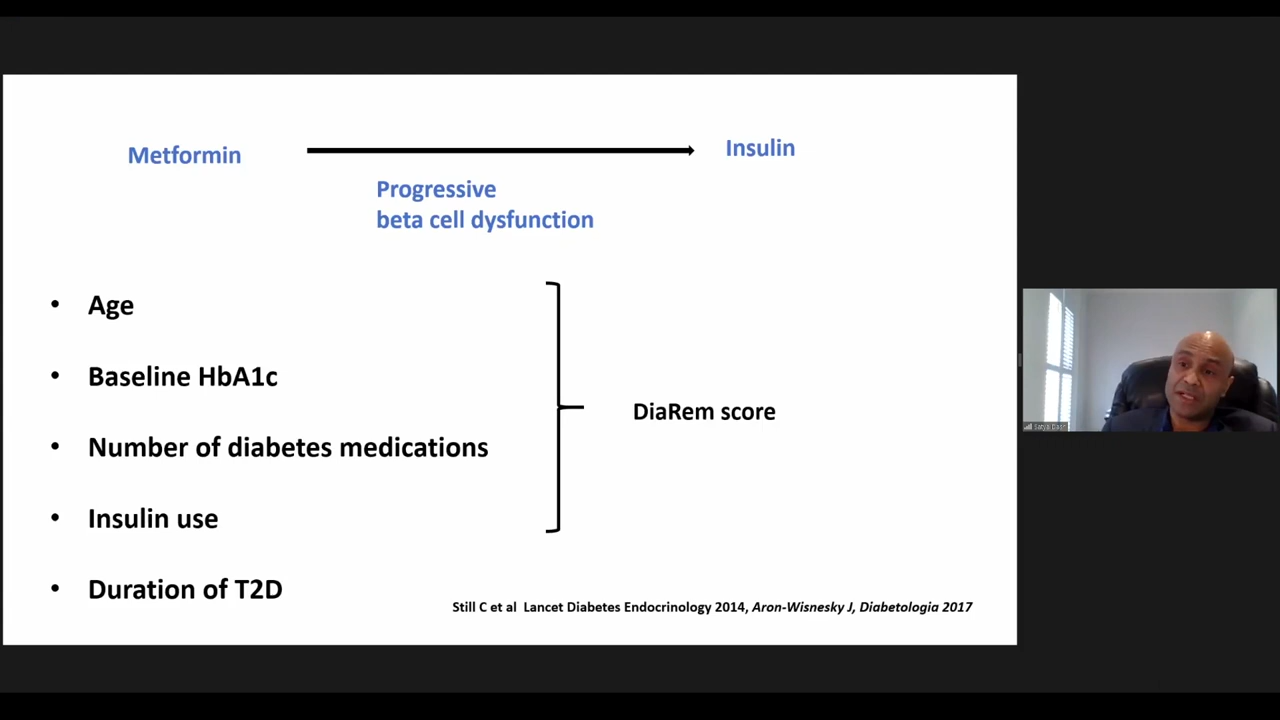 Metformin
Insulin
Progressive
beta cell dysfunction
• Age
• Baseline HbA1c
• Number of diabetes medications
• Insulin use
• Duration of T2D
DiaRem score
Still C et al Lancet Diabetes Endocrinology 2014, Aron-Wisnesky J, Diabetologia 2017